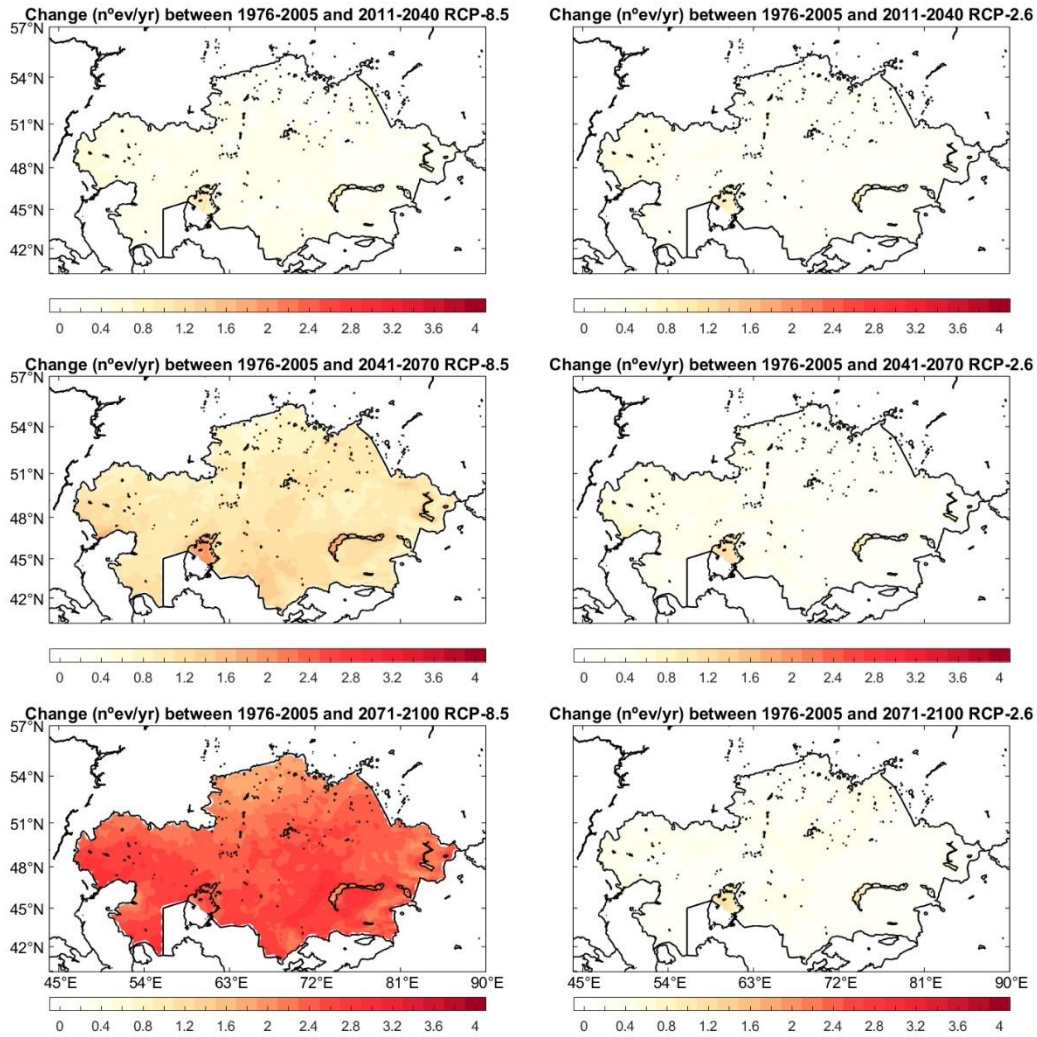 Change (nºev/yr) between 1976-2005 and 2011-2040 RCP-8.5
57°N
54°N
51°N
48°N
45°N
42°N
0 0.4 0.8 1.2 1.6 2 2.4 2.8 3.2 3.6 4
Change (nºev/yr) between 1976-2005 and 2011-2040 RCP-2.6
0 0.4 0.8 1.2 1.6 2 2.4 2.8 3.2 3.6 4
Change (nºev/yr) between 1976-2005 and 2041-2070 RCP-8.5
57°N
54°N
51°N
48°N
45°N
42°N
0 0.4 0.8 1.2 1.6 2 2.4 2.8 3.2 3.6 4
Change (nºev/yr) between 1976-2005 and 2041-2070 RCP-2.6
0 0.4 0.8 1.2 1.6 2 2.4 2.8 3.2 3.6 4
Change (nºev/yr) between 1976-2005 and 2071-2100 RCP-8.5
57°N
54°N
51°N
48°N
45°N
42°N
45°E 54°E 63°E 72°E 81°E 90°E
0 0.4 0.8 1.2 1.6 2 2.4 2.8 3.2 3.6 4
Change (nºev/yr) between 1976-2005 and 2071-2100 RCP-2.6
45°E 54°E 63°E 72°E 81°E 90°E
0 0.4 0.8 1.2 1.6 2 2.4 2.8 3.2 3.6 4